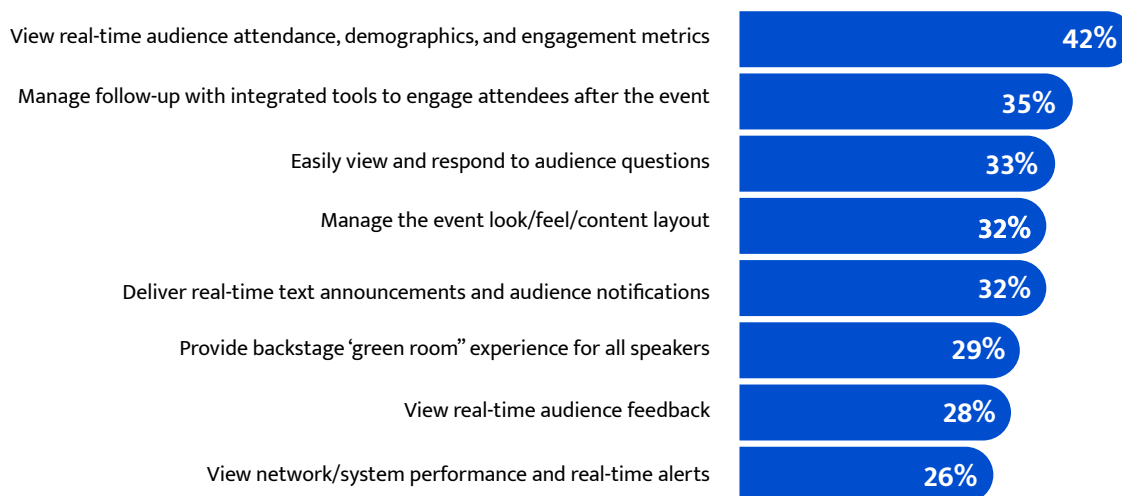 View real-time audience attendance, demographics, and engagement metrics 42%
Manage follow-up with integrated tools to engage attendees after the event 35%
Easily view and respond to audience questions 33%
Manage the event look/feel/content layout 32%
Deliver real-time text announcements and audience notifications 32%
Provide backstage ‘green room” experience for all speakers 29%
View real-time audience feedback 28%
View network/system performance and real-time alerts 26%